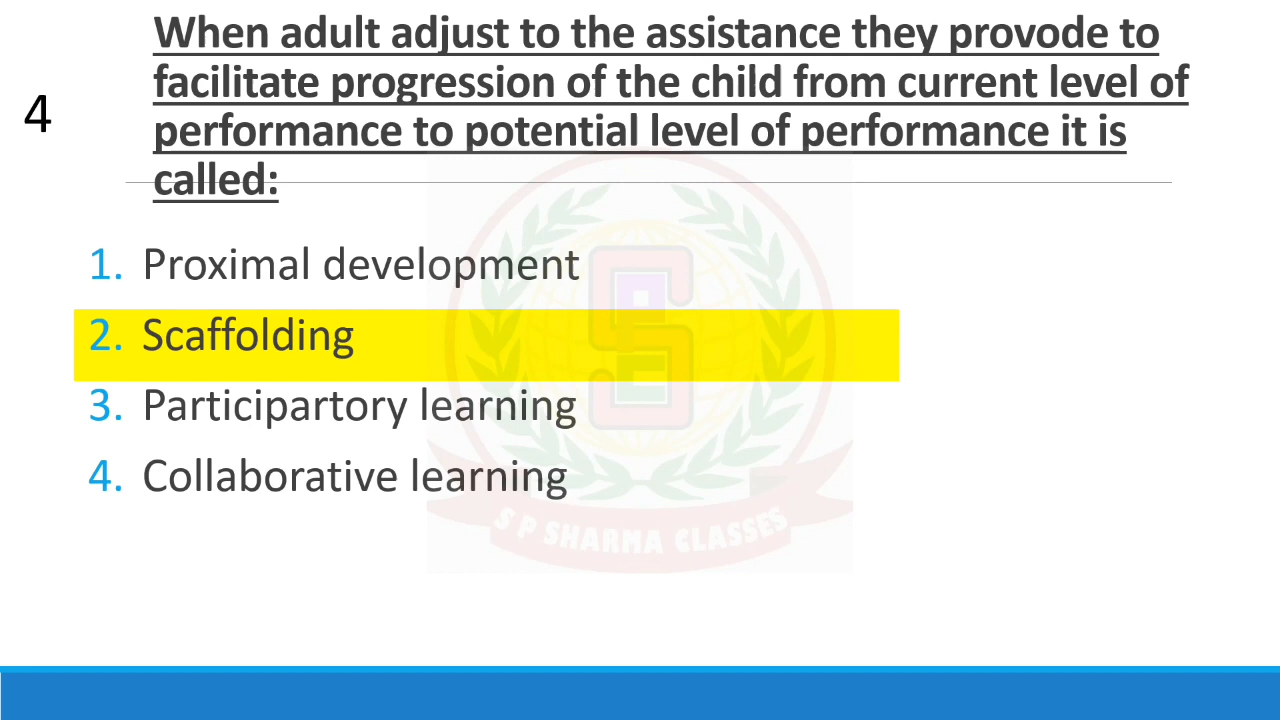 When adult adjust to the assistance they provode to
facilitate progression of the child from current level of
4
performance to potential level of performance it is
called:
1. Proximal development
2. Scaffolding
3. Participartory learning
4. Collaborative learning
S P SHARMA CLASSES